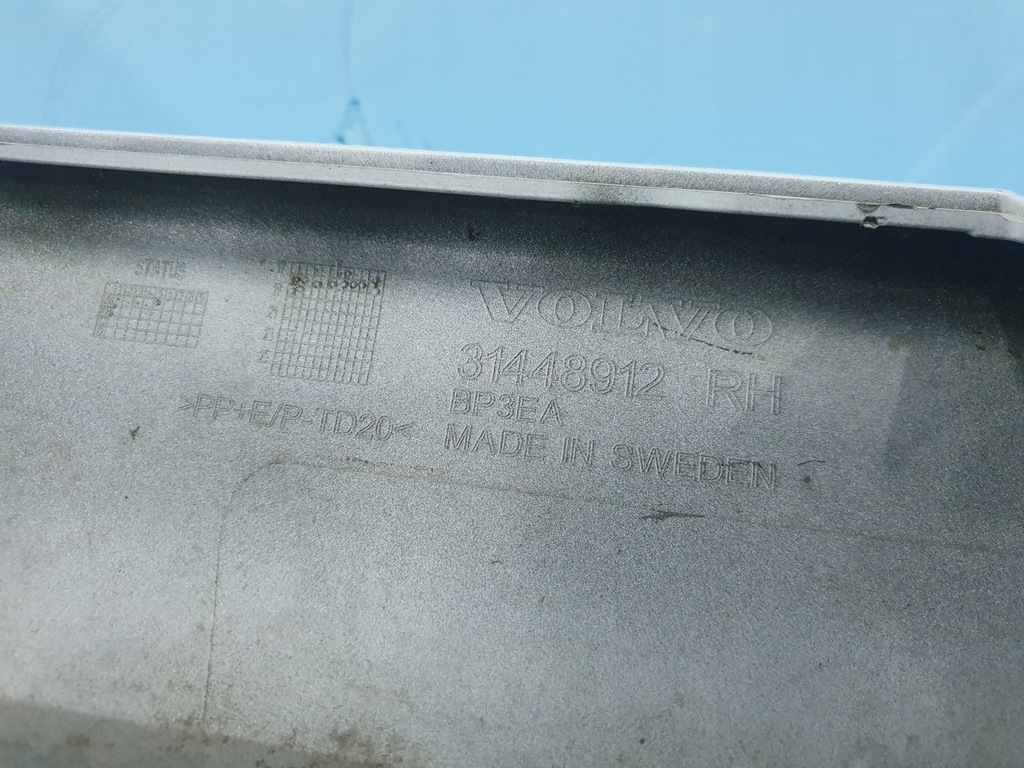 STATUS
VOLVO
31448912 RH
BP3EA
>PP+E/P-TD20<
MADE IN SWEDEN